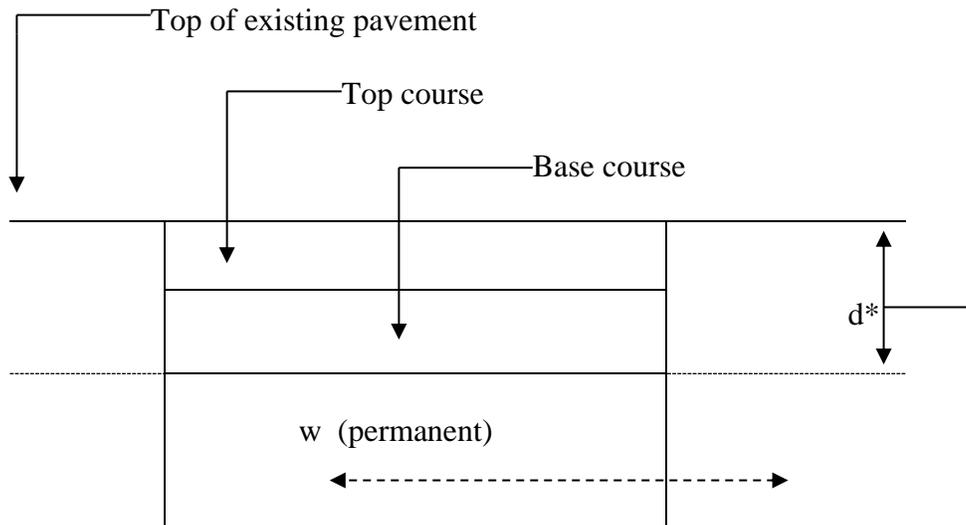 Top of existing pavement
Top course
Base course
d*
w (permanent)